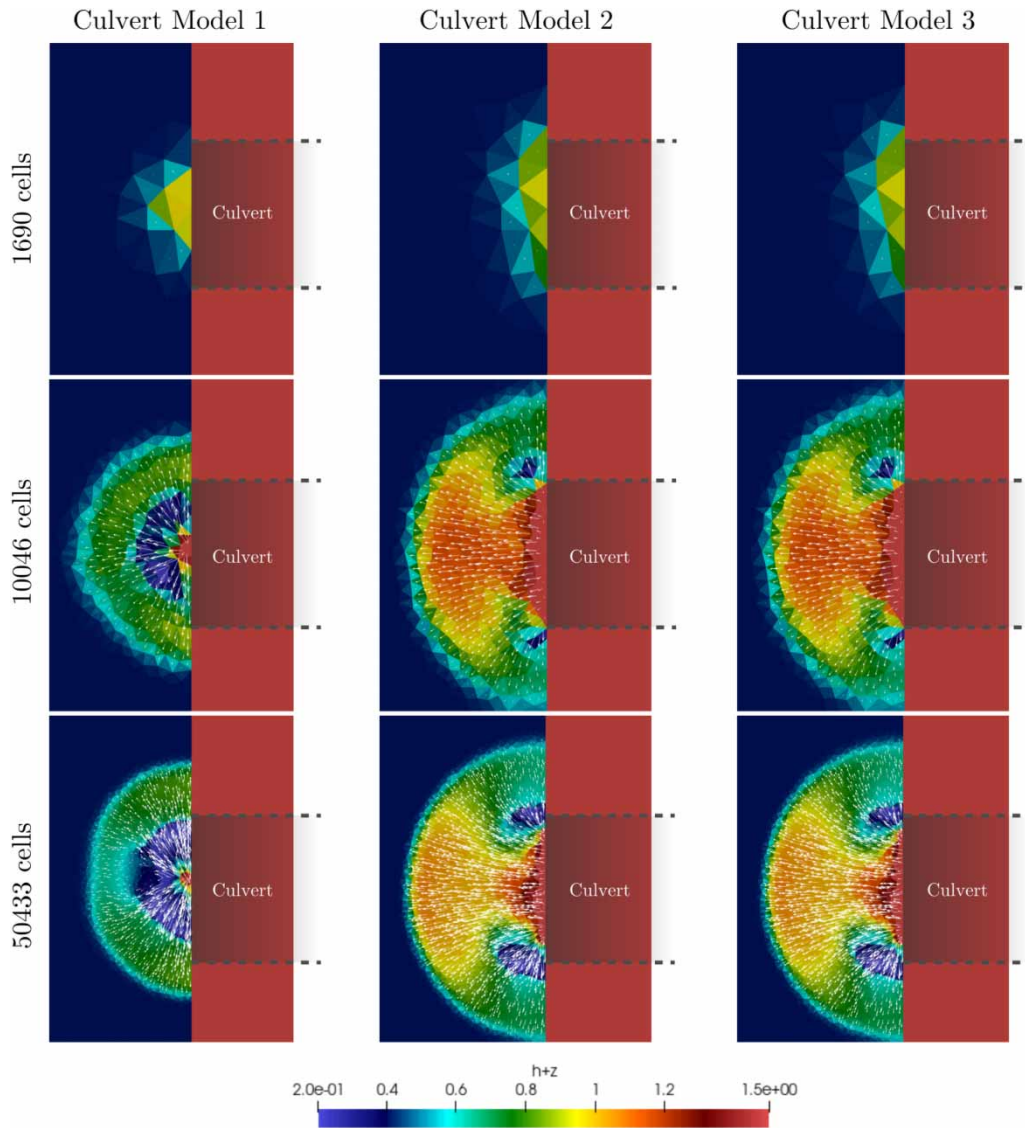 Culvert Model 1 Culvert Model 2 Culvert Model 3
1690 cells
Culvert Culvert Culvert
10046 cells
Culvert Culvert Culvert
50433 cells
Culvert Culvert Culvert
h+z
2.0e-01 0.4 0.6 0.8 1 1.2 1.5e+00